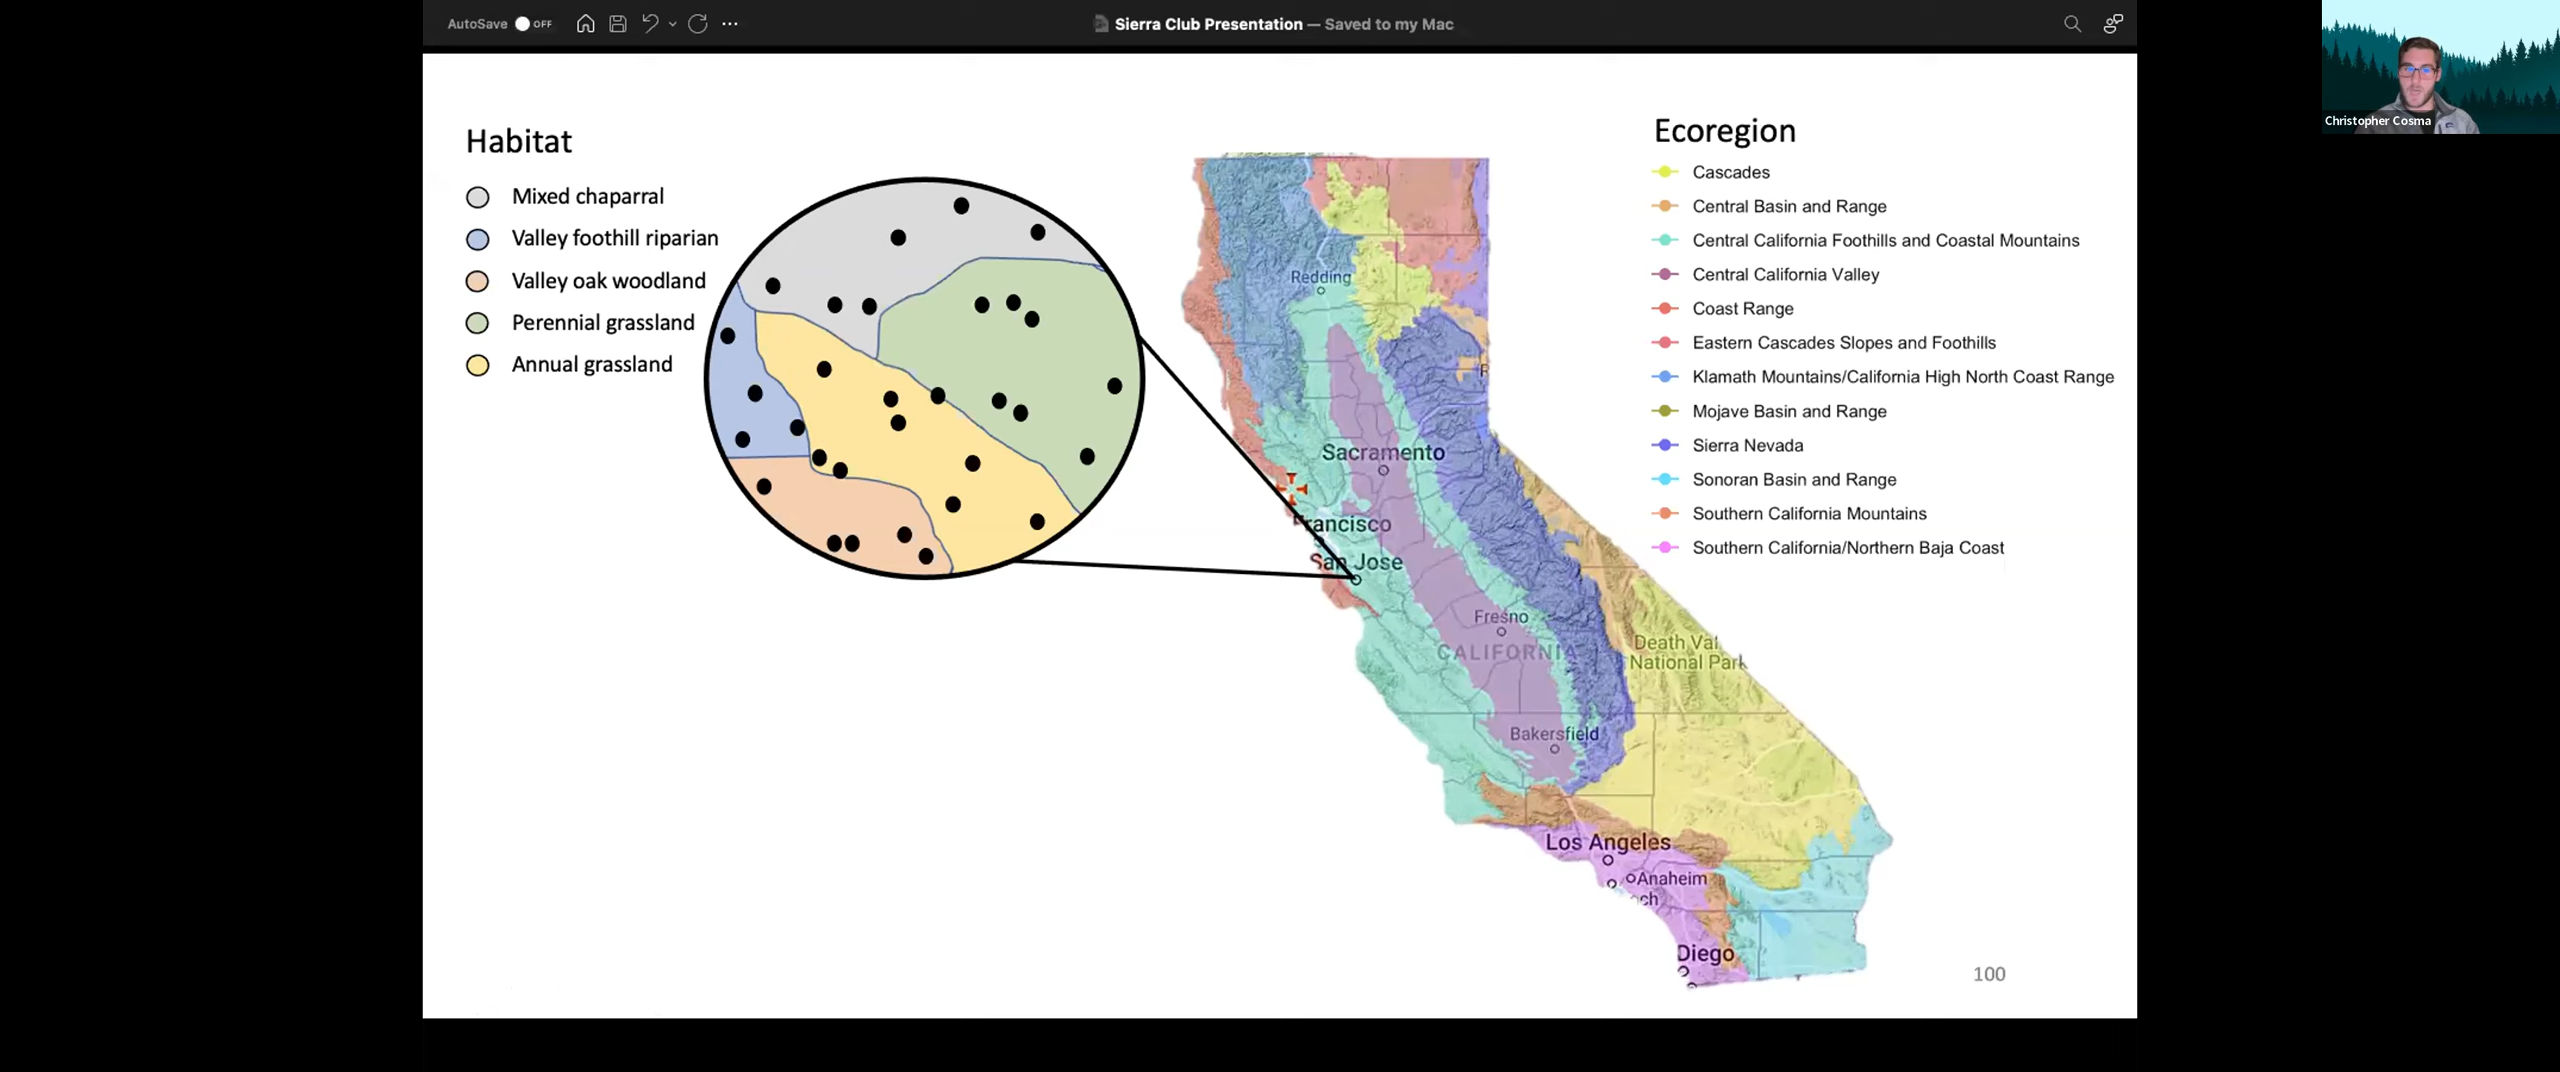 AutoSave OFF
Sierra Club Presentation — Saved to my Mac
Christopher Cosma
Habitat
Mixed chaparral
Valley foothill riparian
Valley oak woodland
Perennial grassland
Annual grassland
Ecoregion
Cascades
Central Basin and Range
Central California Foothills and Coastal Mountains
Central California Valley
Coast Range
Eastern Cascades Slopes and Foothills
Klamath Mountains/California High North Coast Range
Mojave Basin and Range
Sierra Nevada
Sonoran Basin and Range
Southern California Mountains
Southern California/Northern Baja Coast
Redding
Sacramento
Francisco
San Jose
Fresno
CALIFORNIA
Death Val
National Park
Bakersfield
Los Angeles
Anaheim
ch
Diego
100